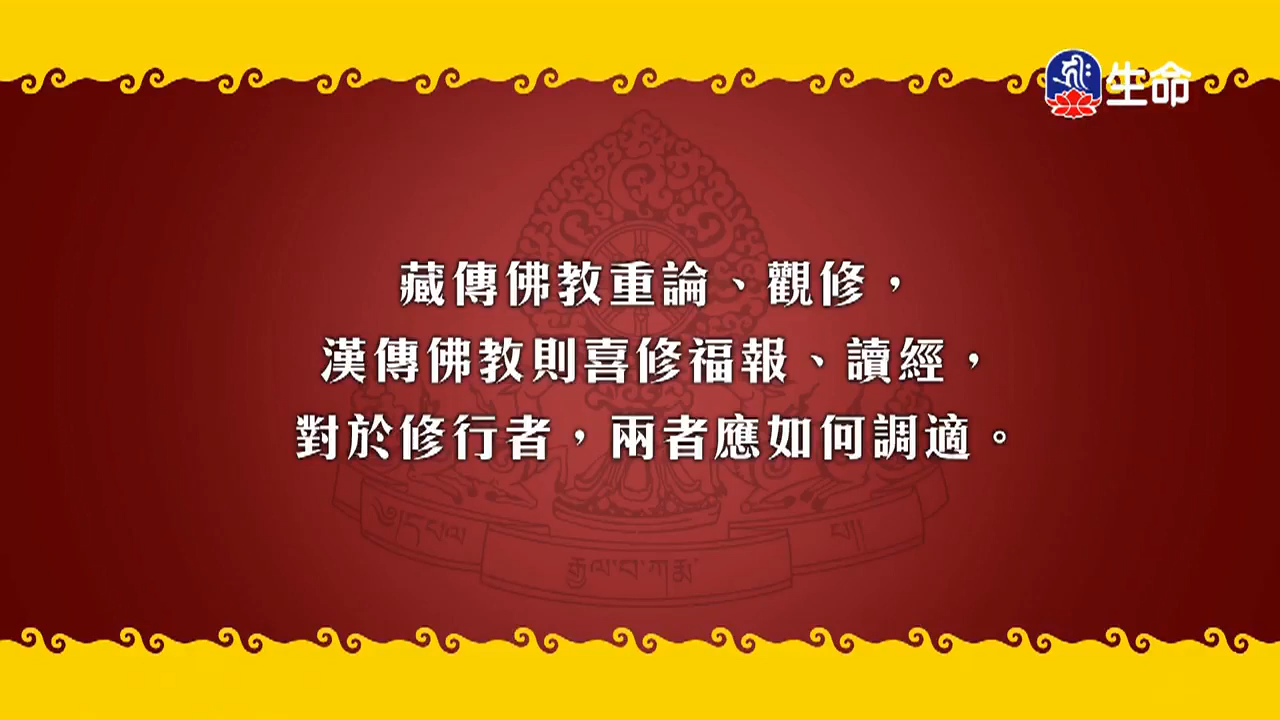 生命
藏傳佛教重論、觀修，
漢傳佛教則喜修福報、讀經，
對於修行者，兩者應如何調適。
རྒྱལ་བ་ཀརྨ